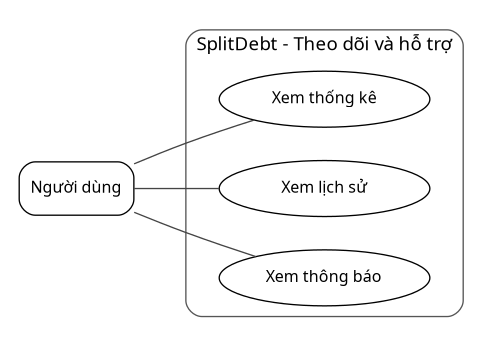 SplitDebt - Theo dõi và hỗ trợ
Xem thống kê
Người dùng
Xem lịch sử
Xem thông báo